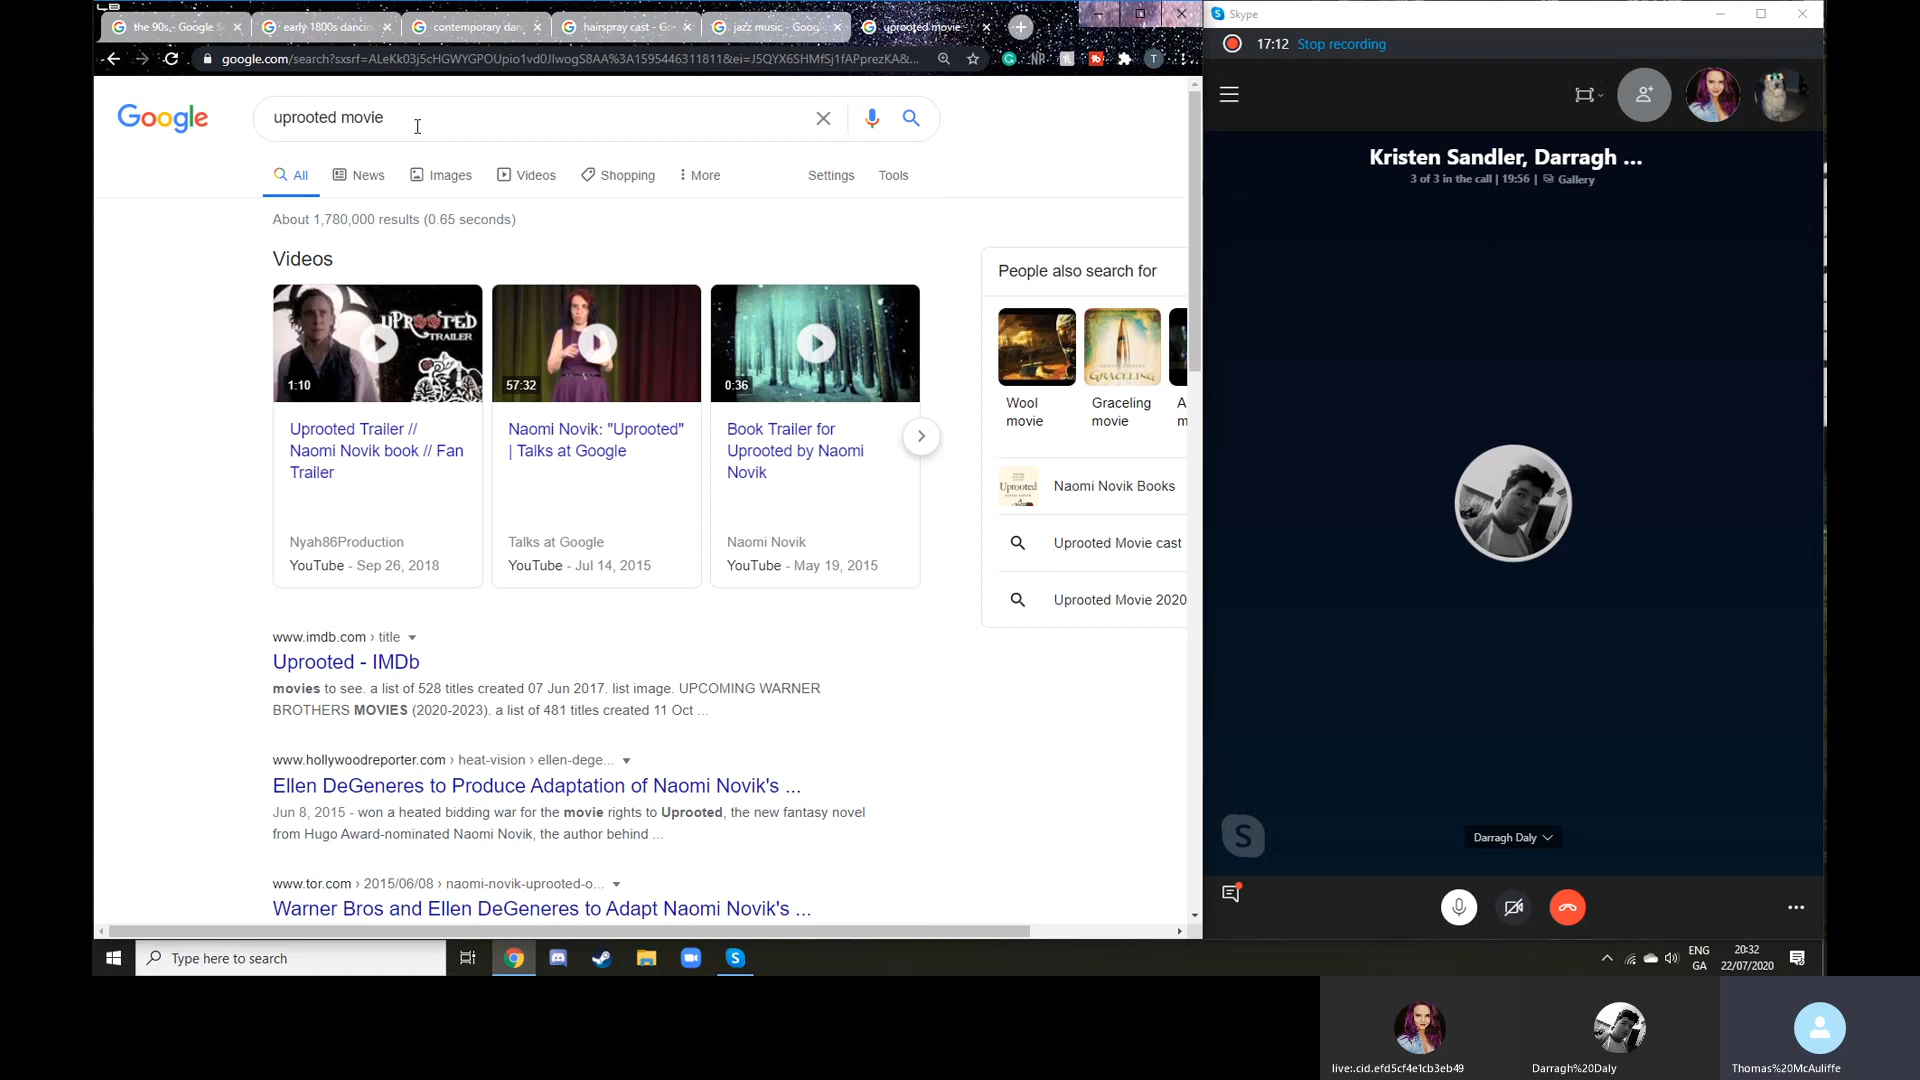 the 90s,- Google S
early 1800s dancin
contemporary dan
hairspray cast - Go
jazz music - Google
uprooted movie
google.com/search?sxsrf=ALeKk03j5cHGWYGPOUpio1vd0JIwogS8AA%3A1595446311811&ei=J5QYX6SHMfSj1fAPprezKA&...
T
Google
uprooted movie
All
News
Images
Videos
Shopping
More
Settings
Tools
About 1,780,000 results (0.65 seconds)
Videos
UPROOTED
TRAILER
1:10
57:32
0:36
Uprooted Trailer //
Naomi Novik book // Fan
Trailer
Nyah86Production
YouTube - Sep 26, 2018
Naomi Novik: "Uprooted"
| Talks at Google
Talks at Google
YouTube - Jul 14, 2015
Book Trailer for
Uprooted by Naomi
Novik
Naomi Novik
YouTube - May 19, 2015
People also search for
GRACELING
Wool
movie
Graceling
movie
A
m
Uprooted
Naomi Novik Books
Uprooted Movie cast
Uprooted Movie 2020
www.imdb.com › title
Uprooted - IMDb
movies to see. a list of 528 titles created 07 Jun 2017. list image. UPCOMING WARNER
BROTHERS MOVIES (2020-2023). a list of 481 titles created 11 Oct ...
www.hollywoodreporter.com › heat-vision › ellen-dege...
Ellen DeGeneres to Produce Adaptation of Naomi Novik's ...
Jun 8, 2015 - won a heated bidding war for the movie rights to Uprooted, the new fantasy novel
from Hugo Award-nominated Naomi Novik, the author behind ...
www.tor.com › 2015/06/08 › naomi-novik-uprooted-o...
Warner Bros and Ellen DeGeneres to Adapt Naomi Novik's ...
Skype
17:12 Stop recording
Kristen Sandler, Darragh ...
3 of 3 in the call | 19:56 | Gallery
Darragh Daly
Type here to search
ENG
GA
20:32
22/07/2020
live:.cid.efd5cf4e1cb3eb49
Darragh%20Daly
Thomas%20McAuliffe